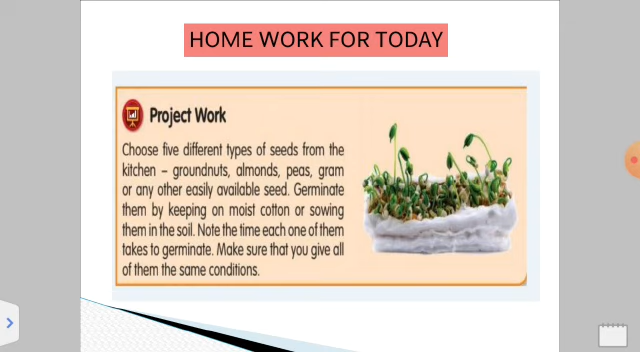 HOME WORK FOR TODAY
Project Work
Choose five different types of seeds from the
kitchen – groundnuts, almonds, peas, gram
or any other easily available seed. Germinate
them by keeping on moist cotton or sowing
them in the soil. Note the time each one of them
takes to germinate. Make sure that you give all
of them the same conditions.